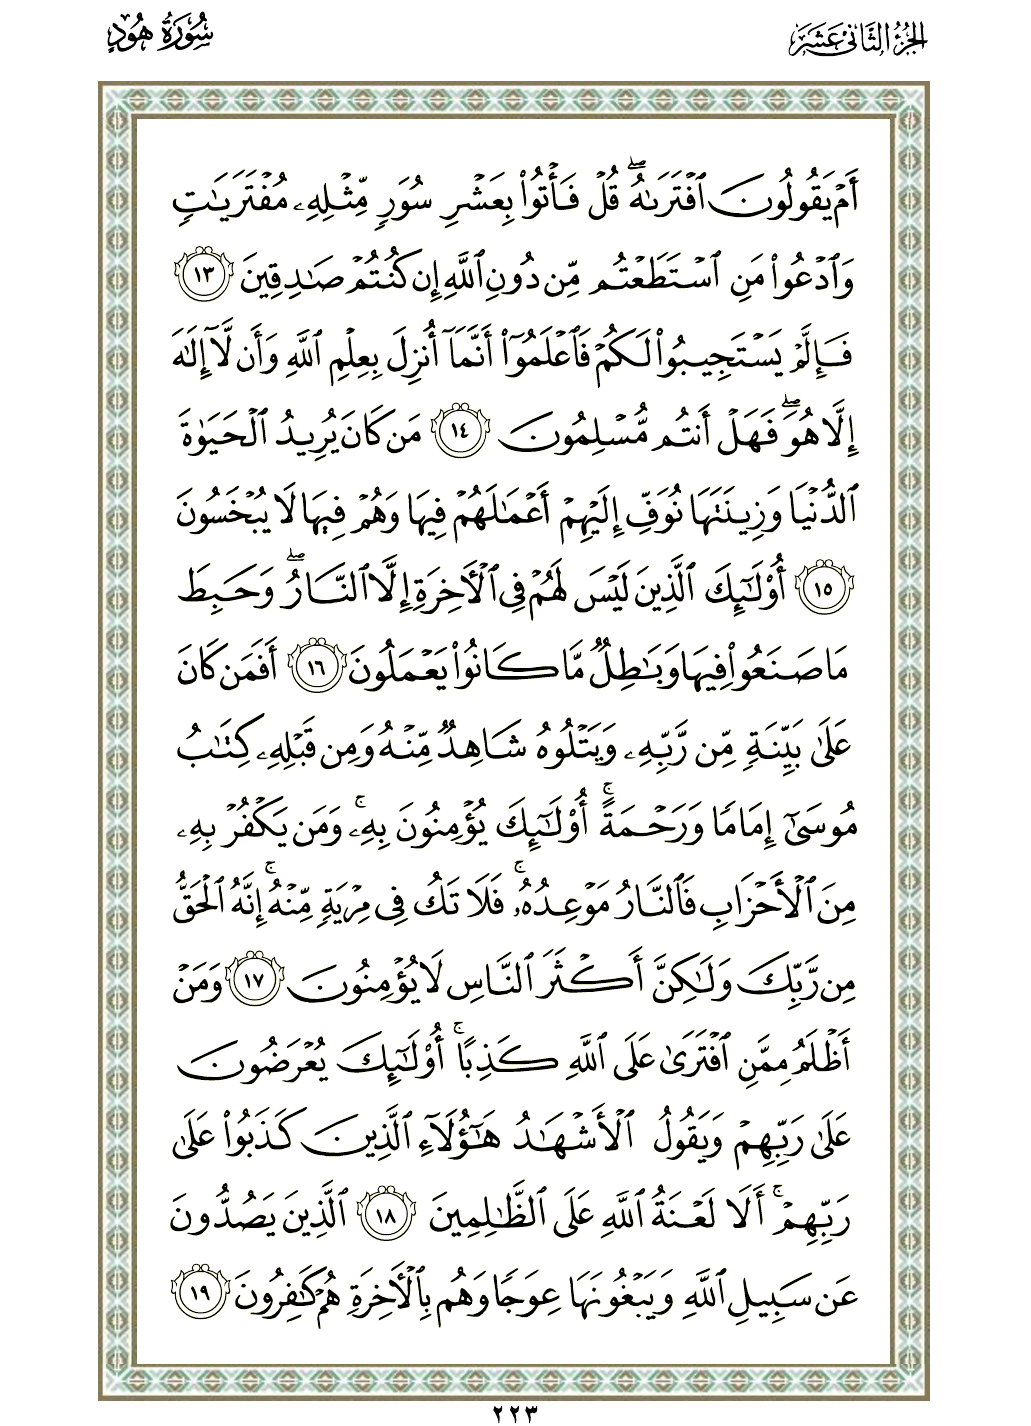 الجزء الثاني عشر
سورة هود
أَمْ يَقُولُونَ ٱفْتَرَىٰهُ ۖ قُلْ فَأْتُوا۟ بِعَشْرِ سُوَرٍ مِّثْلِهِۦ مُفْتَرَيَٰتٍ
وَٱدْعُوا۟ مَنِ ٱسْتَطَعْتُم مِّن دُونِ ٱللَّهِ إِن كُنتُمْ صَٰدِقِينَ ١٣
فَإِلَّمْ يَسْتَجِيبُوا۟ لَكُمْ فَٱعْلَمُوٓا۟ أَنَّمَآ أُنزِلَ بِعِلْمِ ٱللَّهِ وَأَن لَّآ إِلَٰهَ
إِلَّا هُوَ ۖ فَهَلْ أَنتُم مُّسْلِمُونَ ١٤ مَن كَانَ يُرِيدُ ٱلْحَيَوٰةَ
ٱلدُّنْيَا وَزِينَتَهَا نُوَفِّ إِلَيْهِمْ أَعْمَٰلَهُمْ فِيهَا وَهُمْ فِيهَا لَا يُبْخَسُونَ
١٥ أُو۟لَٰٓئِكَ ٱلَّذِينَ لَيْسَ لَهُمْ فِى ٱلْءَاخِرَةِ إِلَّا ٱلنَّارُ ۖ وَحَبِطَ
مَا صَنَعُوا۟ فِيهَا وَبَٰطِلٌ مَّا كَانُوا۟ يَعْمَلُونَ ١٦ أَفَمَن كَانَ
عَلَىٰ بَيِّنَةٍ مِّن رَّبِّهِۦ وَيَتْلُوهُ شَاهِدٌ مِّنْهُ وَمِن قَبْلِهِۦ كِتَٰبُ
مُوسَىٰٓ إِمَامًا وَرَحْمَةً ۚ أُو۟لَٰٓئِكَ يُؤْمِنُونَ بِهِۦ ۚ وَمَن يَكْفُرْ بِهِۦ
مِنَ ٱلْأَحْزَابِ فَٱلنَّارُ مَوْعِدُهُۥ ۚ فَلَا تَكُ فِى مِرْيَةٍ مِّنْهُ ۚ إِنَّهُ ٱلْحَقُّ
مِن رَّبِّكَ وَلَٰكِنَّ أَكْثَرَ ٱلنَّاسِ لَا يُؤْمِنُونَ ١٧ وَمَنْ
أَظْلَمُ مِمَّنِ ٱفْتَرَىٰ عَلَى ٱللَّهِ كَذِبًا ۚ أُو۟لَٰٓئِكَ يُعْرَضُونَ
عَلَىٰ رَبِّهِمْ وَيَقُولُ ٱلْأَشْهَٰدُ هَٰٓؤُلَآءِ ٱلَّذِينَ كَذَبُوا۟ عَلَىٰ
رَبِّهِمْ ۚ أَلَا لَعْنَةُ ٱللَّهِ عَلَى ٱلظَّٰلِمِينَ ١٨ ٱلَّذِينَ يَصُدُّونَ
عَن سَبِيلِ ٱللَّهِ وَيَبْغُونَهَا عِوَجًا وَهُم بِٱلْءَاخِرَةِ هُمْ كَٰفِرُونَ ١٩
٢٢٣